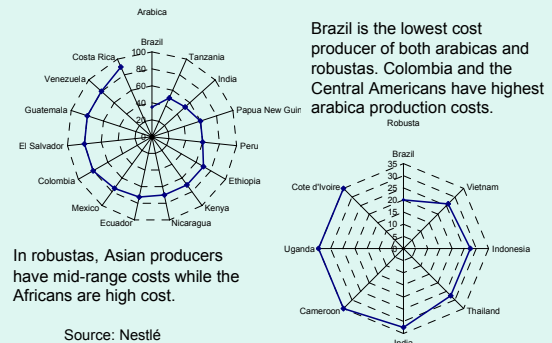 Arabica
Brazil
Tanzania
India
Papua New Guin
Peru
Ethiopia
Kenya
Nicaragua
Ecuador
Mexico
Colombia
El Salvador
Guatemala
Venezuela
Costa Rica
100
80
60
40
20
0
Brazil is the lowest cost
producer of both arabicas and
robustas. Colombia and the
Central Americans have highest
arabica production costs.
Robusta
Brazil
Vietnam
Indonesia
Thailand
India
Cameroon
Uganda
Cote d'Ivoire
35
30
25
20
15
10
5
0
In robustas, Asian producers
have mid-range costs while the
Africans are high cost.
Source: Nestlé